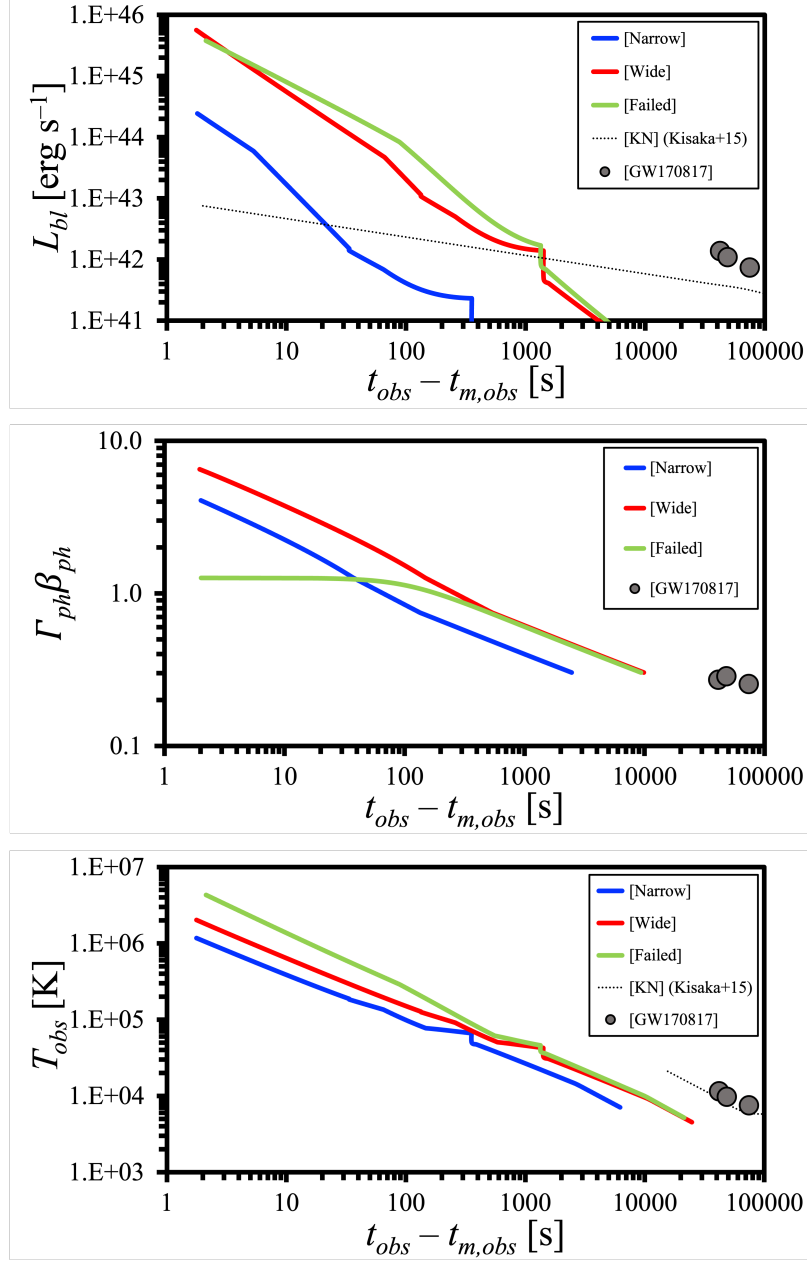 1.E+46
1.E+45
1.E+44
1.E+43
1.E+42
1.E+41
L_bl [erg s⁻¹]
[Narrow]
[Wide]
[Failed]
[KN] (Kisaka+15)
[GW170817]
1 10 100 1000 10000 100000
t_obs − t_m,obs [s]
10.0
1.0
0.1
Γ_ph β_ph
[Narrow]
[Wide]
[Failed]
[GW170817]
1 10 100 1000 10000 100000
t_obs − t_m,obs [s]
1.E+07
1.E+06
1.E+05
1.E+04
1.E+03
T_obs [K]
[Narrow]
[Wide]
[Failed]
[KN] (Kisaka+15)
[GW170817]
1 10 100 1000 10000 100000
t_obs − t_m,obs [s]